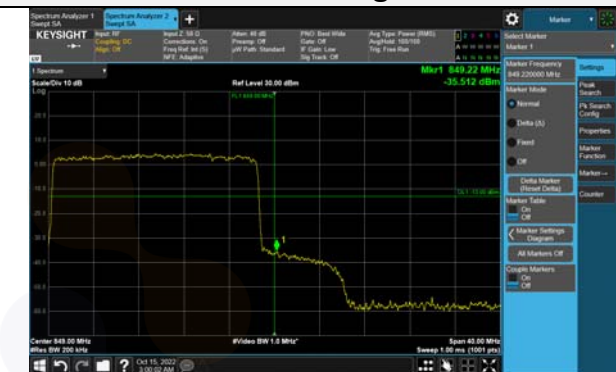 Spectrum Analyzer 1
Swept SA
Spectrum Analyzer 2
Swept SA
Marker
KEYSIGHT
Input: RF
Coupling: DC
Align: Off
Input Z: 50 Ω
Corrections: On
Freq Ref: Int (S)
NFE: Adaptive
Atten: 40 dB
Preamp: Off
µW Path: Standard
PNO: Best Wide
Gate: Off
IF Gain: Low
Sig Track: Off
Avg Type: Power (RMS)
Avg|Hold: 100/100
Trig: Free Run
Select Marker
Marker 1
1 Spectrum
Scale/Div 10 dB
Log
Ref Level 30.00 dBm
Mkr1 849.22 MHz
-35.512 dBm
1
Marker Frequency
849.220000 MHz
Marker Mode
Normal
Delta (Δ)
Fixed
Off
Delta Marker
(Reset Delta)
Marker Table
On
Off
Marker Settings
Diagram
All Markers Off
Couple Markers
On
Off
Settings
Peak
Search
Pk Search
Config
Properties
Marker
Function
Marker→
Counter
Center 849.00 MHz
#Res BW 200 kHz
#Video BW 1.0 MHz*
Span 40.00 MHz
Sweep 1.00 ms (1001 pts)
Oct 15, 2022
3:00:02 AM